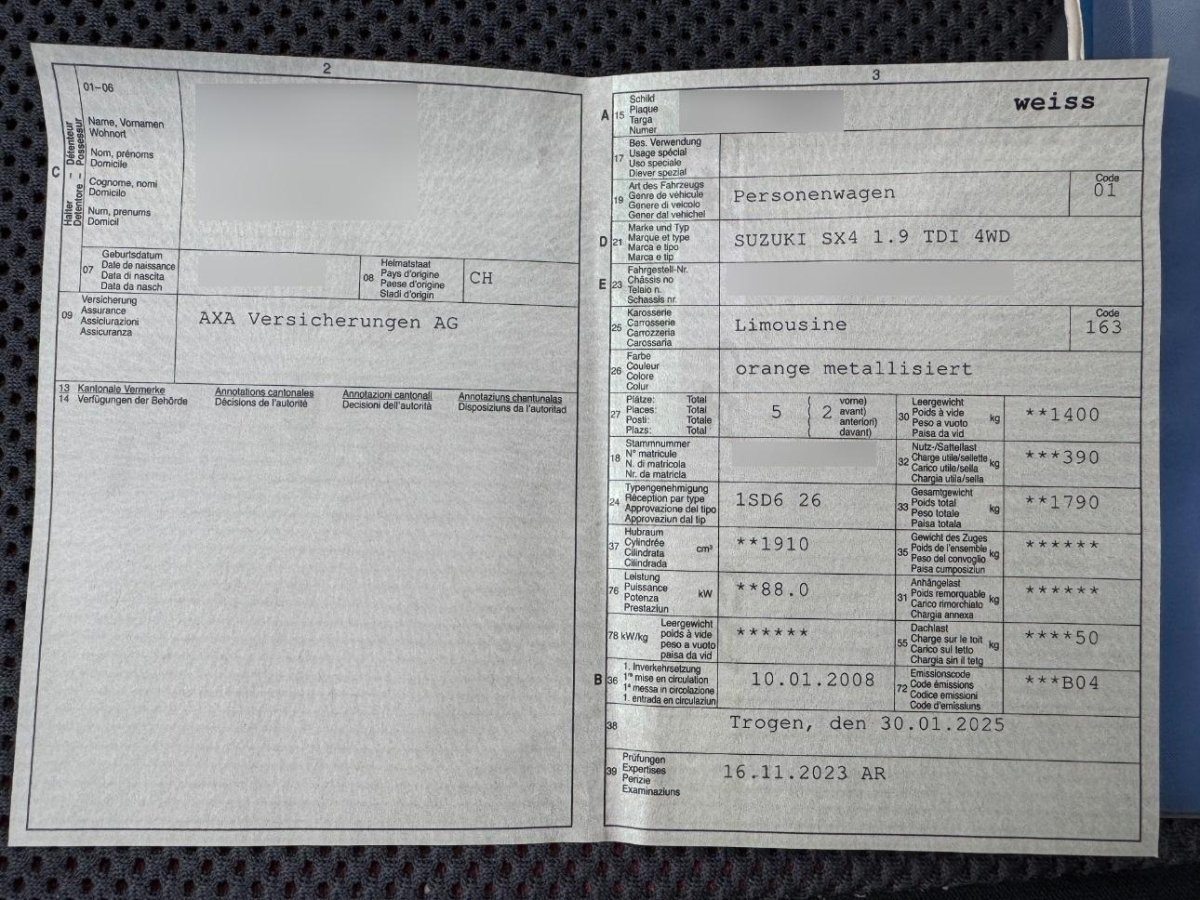 2
01–06
Name, Vornamen
Wohnort
Nom, prénoms
Domicile
Cognome, nomi
Domicilo
Num, prenums
Domicil
C
Halter – Détenteur
Detentore – Possessur
07
Geburtsdatum
Date de naissance
Data di nascita
Data da nasch
08
Heimatstaat
Pays d'origine
Paese d'origine
Stadi d'origin
CH
09
Versicherung
Assurance
Assiclurazioni
Assicuranza
AXA Versicherungen AG
13 Kantonale Vermerke Annotations cantonales Annotazioni cantonali Annotaziuns chantunalas
14 Verfügungen der Behörde Décisions de l'autorité Decisioni dell'autorità Disposiziuns da l'autoritad
3
A 15
Schild
Plaque
Targa
Numer
weiss
17
Bes. Verwendung
Usage spécial
Uso speciale
Diever spezial
19
Art des Fahrzeugs
Genre de véhicule
Genere di veicolo
Gener dal vehichel
Personenwagen
Code
01
D 21
Marke und Typ
Marque et type
Marca e tipo
Marca e tip
SUZUKI SX4 1.9 TDI 4WD
E 23
Fahrgestell-Nr.
Châssis no
Telaio n.
Schassis nr.
25
Karosserie
Carrosserie
Carrozzeria
Carossaria
Limousine
Code
163
26
Farbe
Couleur
Colore
Colur
orange metallisiert
27
Plätze: Total
Places: Total
Posti: Totale
Plazs: Total
5
2
vorne)
avant)
anteriori)
davant)
30
Leergewicht
Poids à vide
Peso a vuoto
Paisa da vid
kg
**1400
18
Stammnummer
N° matricule
N. di matricola
Nr. da matricla
32
Nutz-/Sattellast
Charge utile/sellette
Carico utile/sella
Chargia utila/sella
kg
***390
24
Typengenehmigung
Réception par type
Approvazione del tipo
Approvaziun dal tip
1SD6 26
33
Gesamtgewicht
Poids total
Peso totale
Paisa totala
kg
**1790
37
Hubraum
Cylindrée
Cilindrata
Cilindrada
cm³
**1910
35
Gewicht des Zuges
Poids de l'ensemble
Peso del convoglio
Paisa cumposiziun
kg
******
76
Leistung
Puissance
Potenza
Prestaziun
kW
**88.0
31
Anhängelast
Poids remorquable
Carico rimorchiato
Chargia annexa
kg
******
78 kW/kg
Leergewicht
poids à vide
peso a vuoto
paisa da vid
******
55
Dachlast
Charge sur le toit
Carico sul tetto
Chargia sin il tetg
kg
****50
B 36
1. Inverkehrsetzung
1re mise en circulation
1a messa in circolazione
1. entrada en circulaziun
10.01.2008
72
Emissionscode
Code émissions
Codice emissioni
Code d'emissiuns
***B04
38
Trogen, den 30.01.2025
39
Prüfungen
Expertises
Perizie
Examinaziuns
16.11.2023 AR